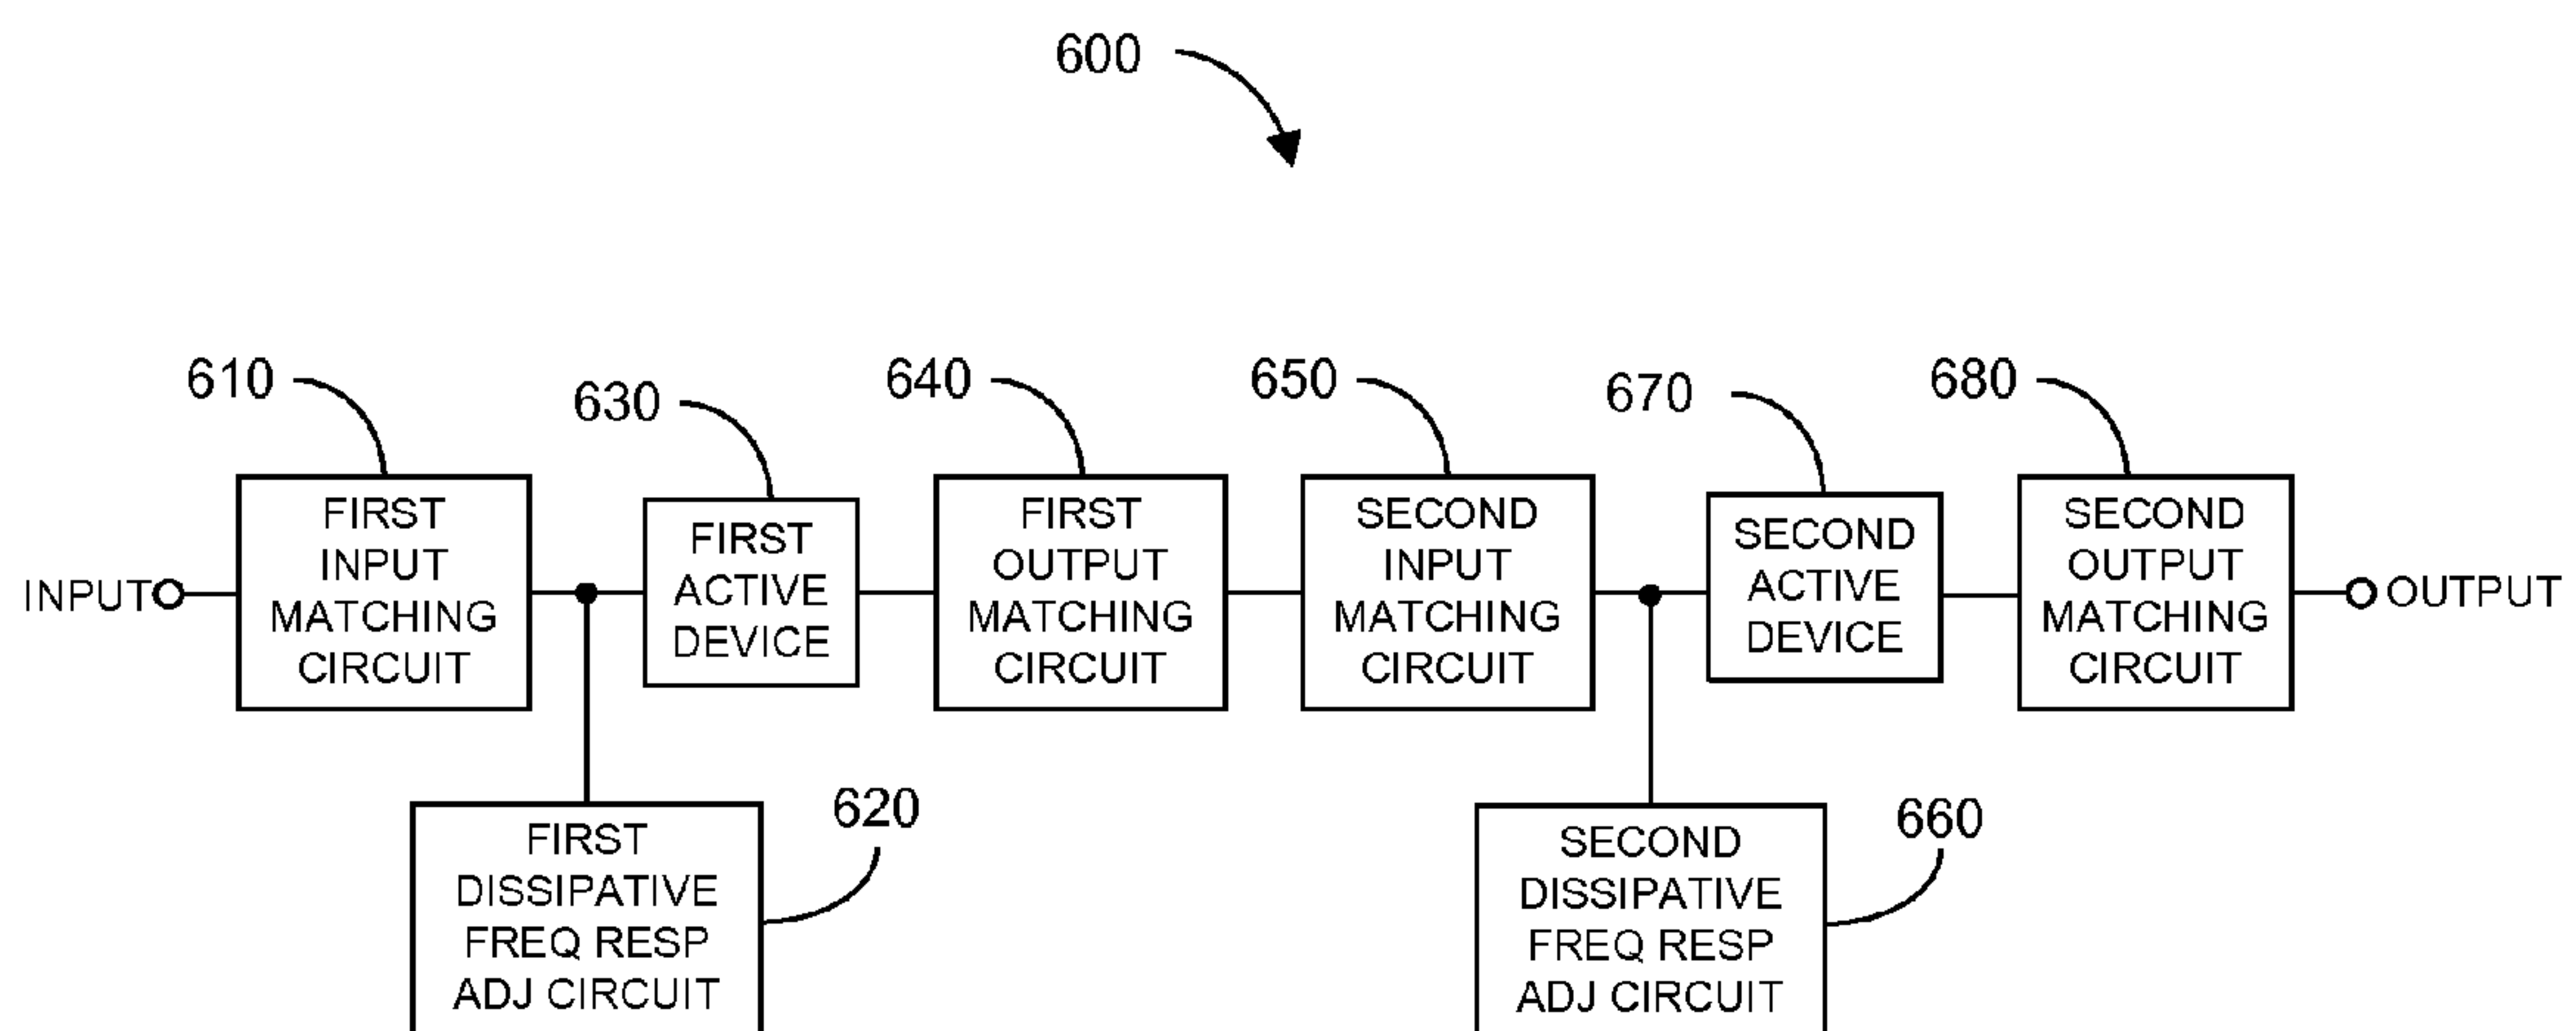 600
610
630
640
650
670
680
INPUT
FIRST
INPUT
MATCHING
CIRCUIT
FIRST
ACTIVE
DEVICE
FIRST
OUTPUT
MATCHING
CIRCUIT
SECOND
INPUT
MATCHING
CIRCUIT
SECOND
ACTIVE
DEVICE
SECOND
OUTPUT
MATCHING
CIRCUIT
OUTPUT
FIRST
DISSIPATIVE
FREQ RESP
ADJ CIRCUIT
620
SECOND
DISSIPATIVE
FREQ RESP
ADJ CIRCUIT
660